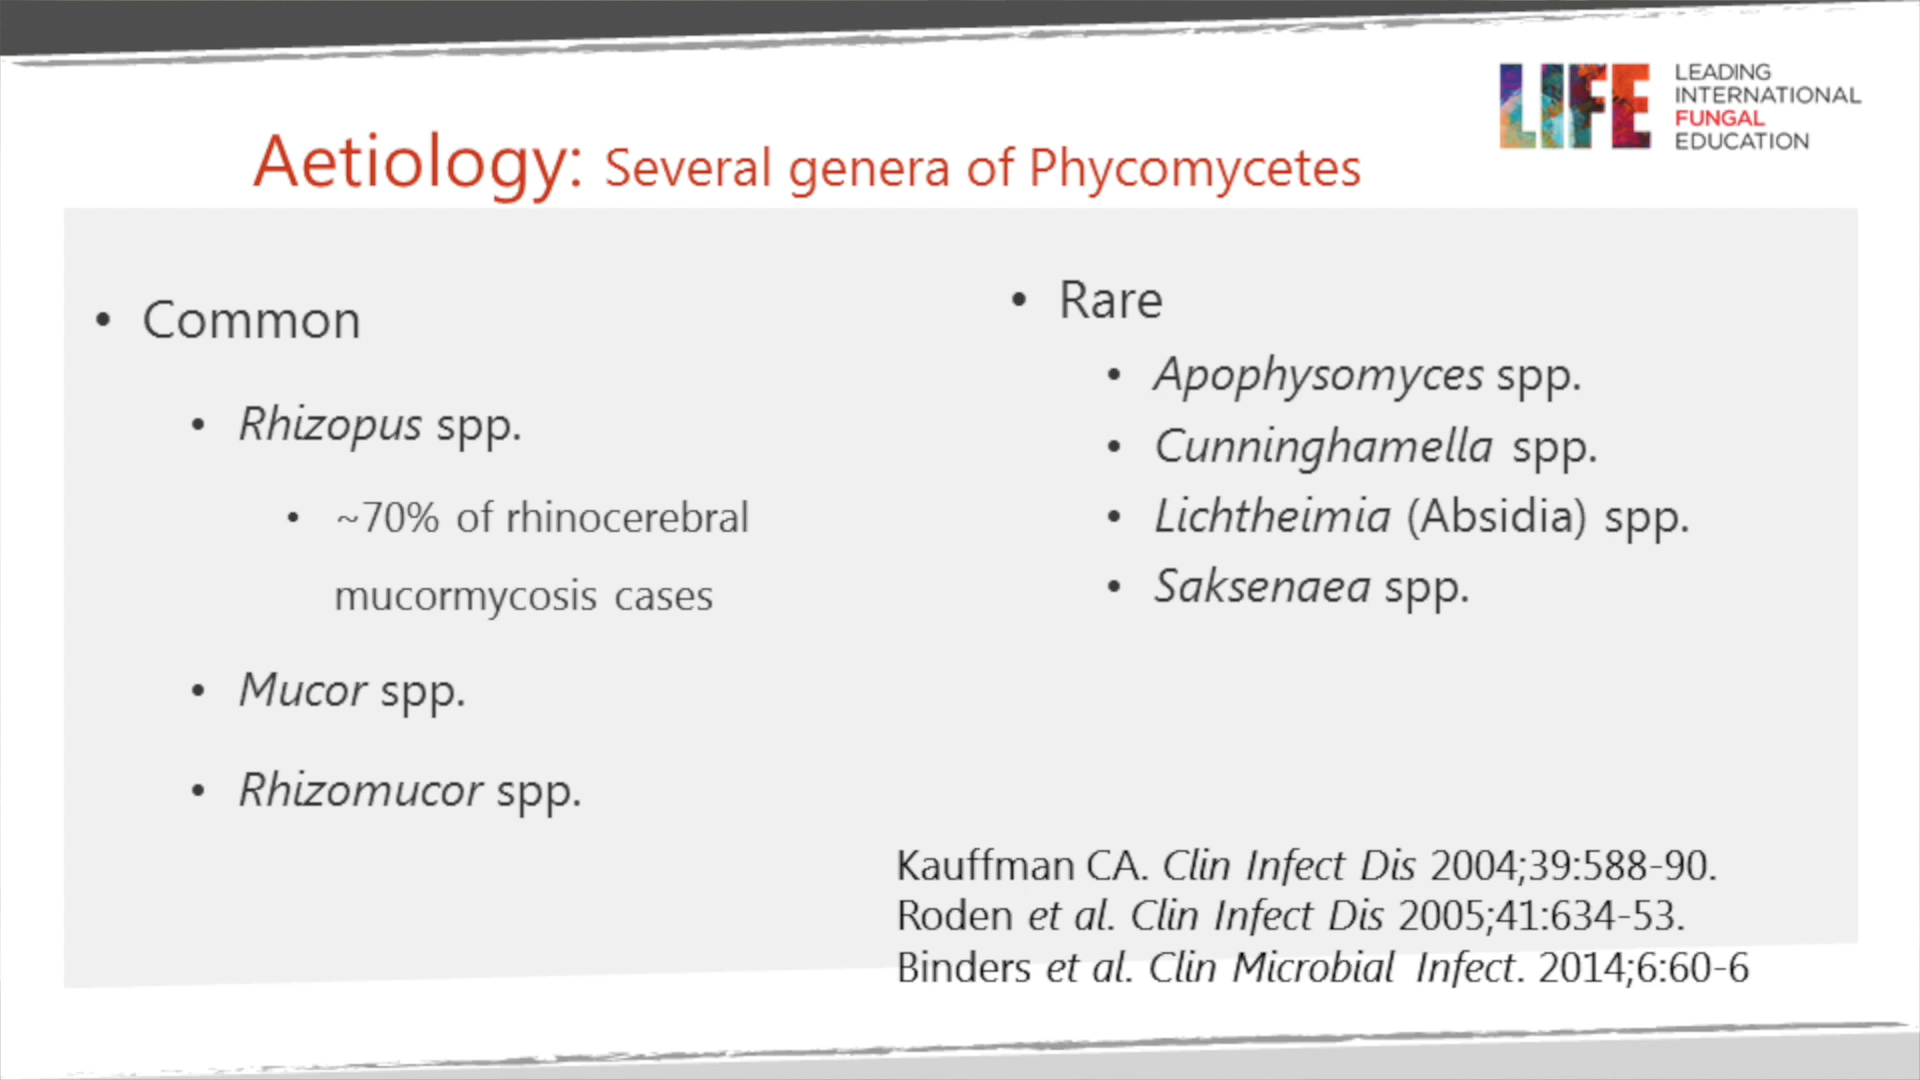 LIFE
LEADING
INTERNATIONAL
FUNGAL
EDUCATION
Aetiology: Several genera of Phycomycetes
• Common
• Rhizopus spp.
• ~70% of rhinocerebral
mucormycosis cases
• Mucor spp.
• Rhizomucor spp.
• Rare
• Apophysomyces spp.
• Cunninghamella spp.
• Lichtheimia (Absidia) spp.
• Saksenaea spp.
Kauffman CA. Clin Infect Dis 2004;39:588-90.
Roden et al. Clin Infect Dis 2005;41:634-53.
Binders et al. Clin Microbial Infect. 2014;6:60-6